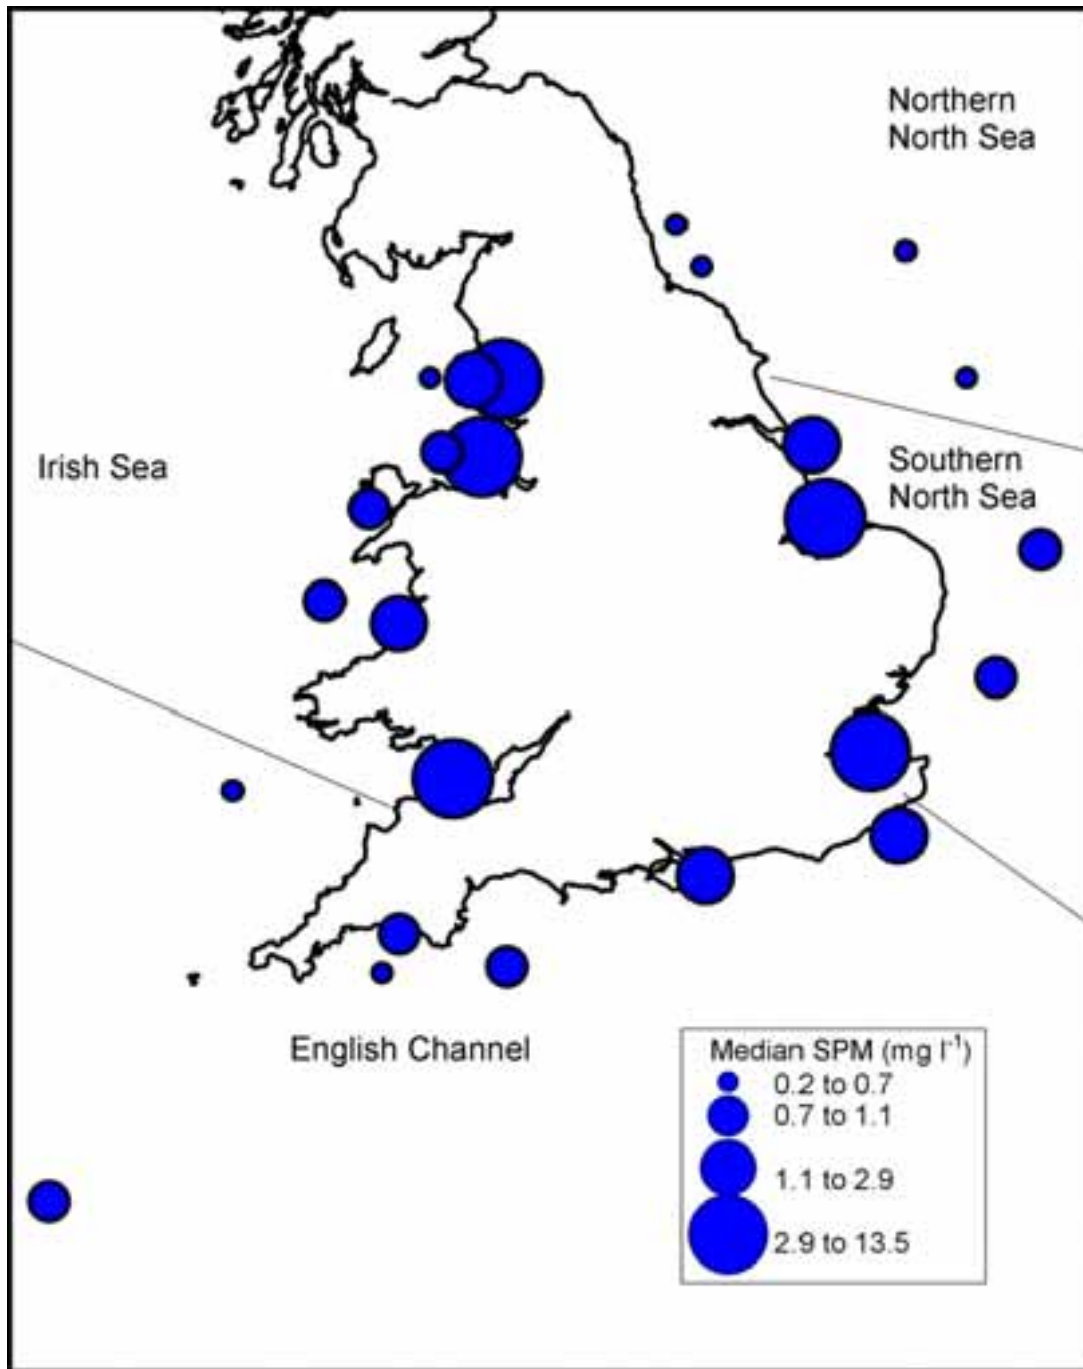 Northern
North Sea
Irish Sea
Southern
North Sea
English Channel
Median SPM (mg l⁻¹)
0.2 to 0.7
0.7 to 1.1
1.1 to 2.9
2.9 to 13.5